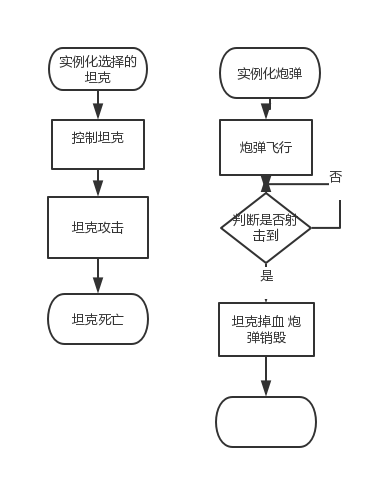 实例化选择的
坦克
控制坦克
坦克攻击
坦克死亡
实例化炮弹
炮弹飞行
否
判断是否射
击到
是
坦克掉血 炮
弹销毁